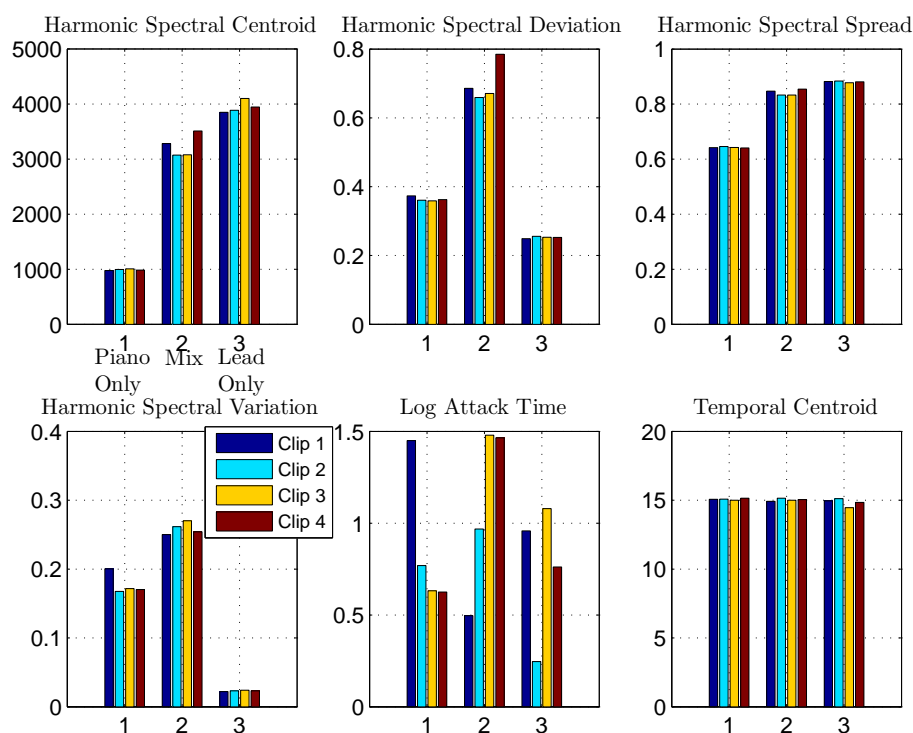 Harmonic Spectral Centroid
5000
4000
3000
2000
1000
0
1 2 3
Piano Only
Mix
Lead Only
Harmonic Spectral Deviation
0.8
0.6
0.4
0.2
0
1 2 3
Harmonic Spectral Spread
1
0.8
0.6
0.4
0.2
0
1 2 3
Harmonic Spectral Variation
0.4
0.3
0.2
0.1
0
1 2 3
Clip 1
Clip 2
Clip 3
Clip 4
Log Attack Time
1.5
1
0.5
0
1 2 3
Temporal Centroid
20
15
10
5
0
1 2 3